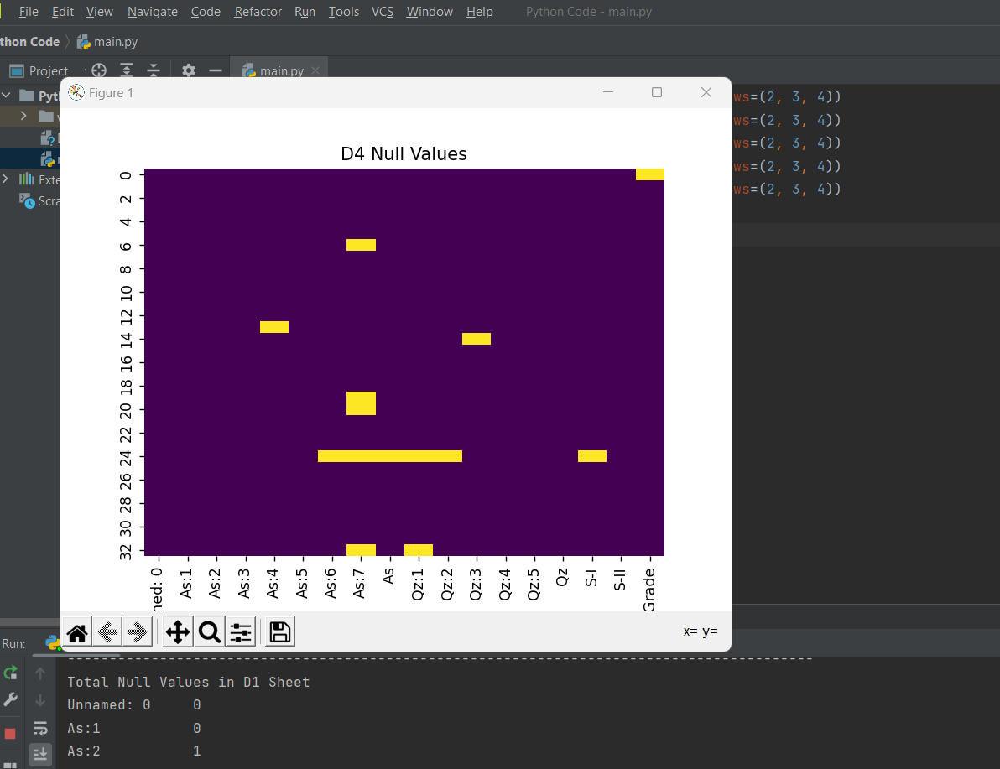 File Edit View Navigate Code Refactor Run Tools VCS Window Help Python Code - main.py
thon Code main.py
Project main.py
Figure 1
ws=(2, 3, 4))
ws=(2, 3, 4))
ws=(2, 3, 4))
ws=(2, 3, 4))
ws=(2, 3, 4))
Pyt
Exte
Scra
D4 Null Values
0
2
4
6
8
10
12
14
16
18
20
22
24
26
28
30
32
ned: 0 As:1 As:2 As:3 As:4 As:5 As:6 As:7 As Qz:1 Qz:2 Qz:3 Qz:4 Qz:5 Qz S-I S-II Grade
x= y=
Run:
Total Null Values in D1 Sheet
Unnamed: 0 0
As:1 0
As:2 1